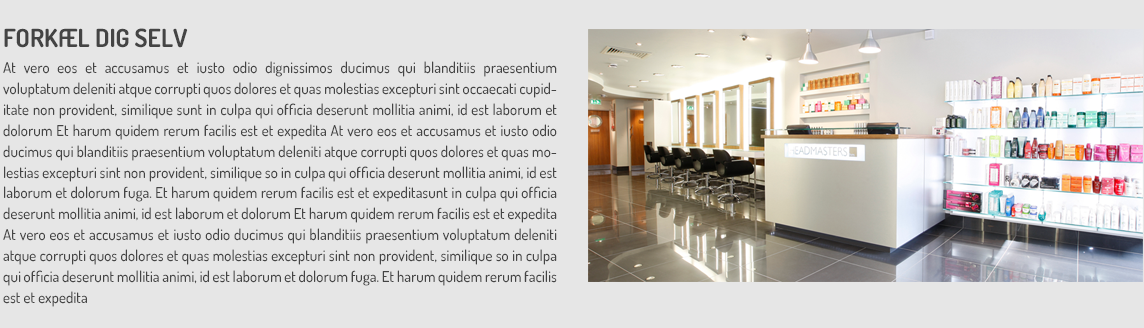 FORKÆL DIG SELV
At vero eos et accusamus et iusto odio dignissimos ducimus qui blanditiis praesentium
voluptatum deleniti atque corrupti quos dolores et quas molestias excepturi sint occaecati cupid-
itate non provident, similique sunt in culpa qui officia deserunt mollitia animi, id est laborum et
dolorum Et harum quidem rerum facilis est et expedita At vero eos et accusamus et iusto odio
ducimus qui blanditiis praesentium voluptatum deleniti atque corrupti quos dolores et quas mo-
lestias excepturi sint non provident, similique so in culpa qui officia deserunt mollitia animi, id est
laborum et dolorum fuga. Et harum quidem rerum facilis est et expeditasunt in culpa qui officia
deserunt mollitia animi, id est laborum et dolorum Et harum quidem rerum facilis est et expedita
At vero eos et accusamus et iusto odio ducimus qui blanditiis praesentium voluptatum deleniti
atque corrupti quos dolores et quas molestias excepturi sint non provident, similique so in culpa
qui officia deserunt mollitia animi, id est laborum et dolorum fuga. Et harum quidem rerum facilis
est et expedita
HEADMASTERS